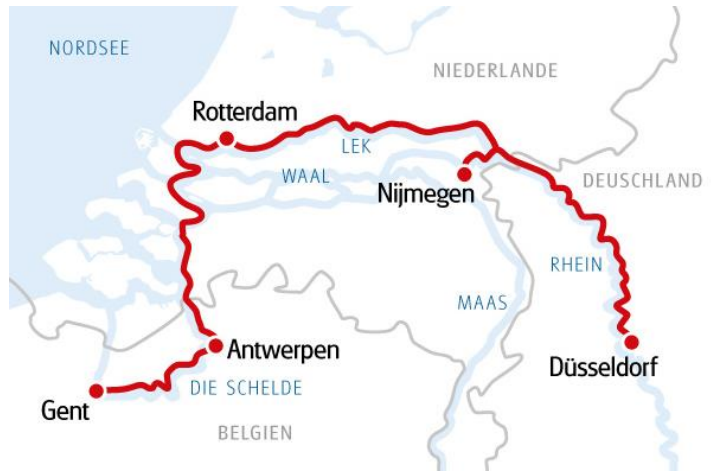 NORDSEE
NIEDERLANDE
Rotterdam
LEK
WAAL
Nijmegen
DEUSCHLAND
RHEIN
MAAS
Antwerpen
Düsseldorf
DIE SCHELDE
Gent
BELGIEN